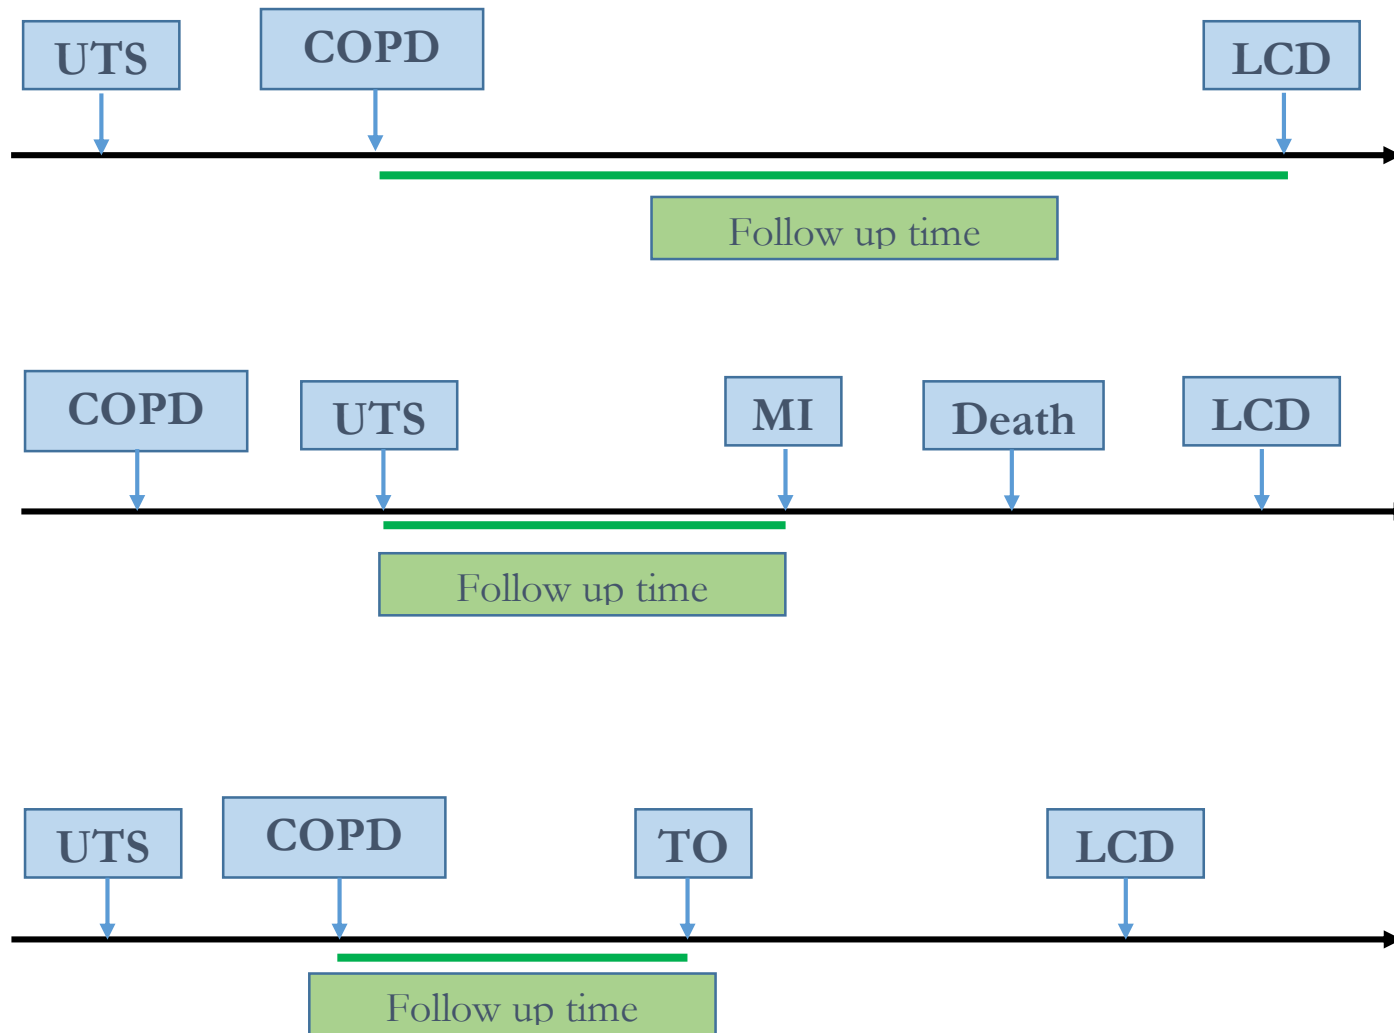 UTS
COPD
LCD
Follow up time
COPD
UTS
MI
Death
LCD
Follow up time
UTS
COPD
TO
LCD
Follow up time